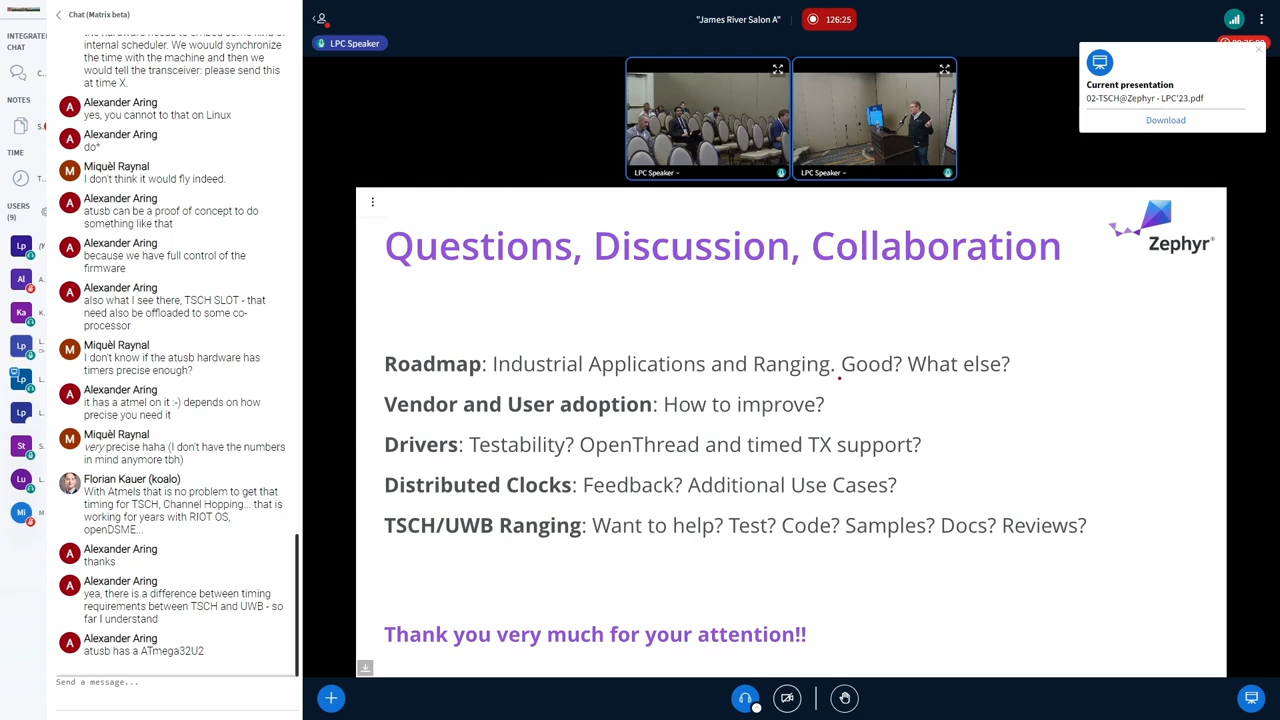 Chat (Matrix beta)
INTEGRATE
CHAT
C...
NOTES
S.
TIME
T...
USERS
(9)
Lp
Al
A.
Ka
K.
Lp
L.
Lp
L.
Lp
L.
St
S.
Lu
L.
Mi
M.
internal scheduler. We wouuld synchronize
the time with the machine and then we
would tell the transceiver: please send this
at time X.
A
Alexander Aring
yes, you cannot to that on Linux
A
Alexander Aring
do*
M
Miquèl Raynal
I don't think it would fly indeed.
A
Alexander Aring
atusb can be a proof of concept to do
something like that
A
Alexander Aring
because we have full control of the
firmware
A
Alexander Aring
also what I see there, TSCH SLOT - that
need also be offloaded to some co-
processor
M
Miquèl Raynal
I don't know if the atusb hardware has
timers precise enough?
A
Alexander Aring
it has a atmel on it :-) depends on how
precise you need it
M
Miquèl Raynal
very precise haha (I don't have the numbers
in mind anymore tbh)
Florian Kauer (koalo)
With Atmels that is no problem to get that
timing for TSCH, Channel Hopping... that is
working for years with RIOT OS,
openDSME...
A
Alexander Aring
thanks
A
Alexander Aring
yea, there is a difference between timing
requirements between TSCH and UWB - so
far I understand
A
Alexander Aring
atusb has a ATmega32U2
Send a message...
"James River Salon A"
126:25
LPC Speaker
LPC Speaker
LPC Speaker
Current presentation
02-TSCH@Zephyr - LPC'23.pdf
Download
Zephyr®
Questions, Discussion, Collaboration
Roadmap: Industrial Applications and Ranging. Good? What else?
Vendor and User adoption: How to improve?
Drivers: Testability? OpenThread and timed TX support?
Distributed Clocks: Feedback? Additional Use Cases?
TSCH/UWB Ranging: Want to help? Test? Code? Samples? Docs? Reviews?
Thank you very much for your attention!!